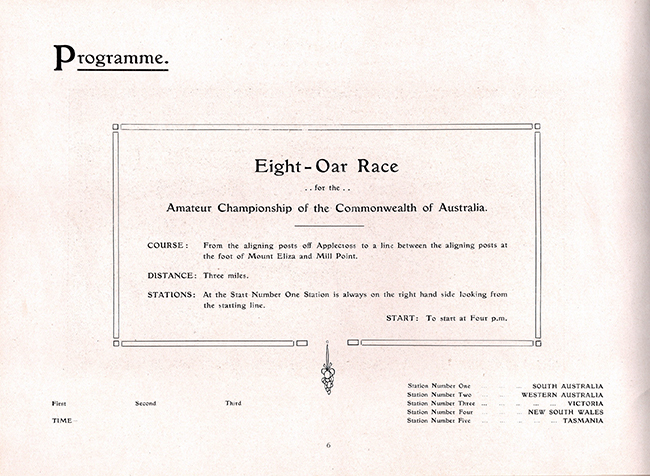 Programme.
Eight-Oar Race
. . for the . .
Amateur Championship of the Commonwealth of Australia.
COURSE: From the aligning posts off Applecross to a line between the aligning posts at
the foot of Mount Eliza and Mill Point.
DISTANCE: Three miles.
STATIONS: At the Start Number One Station is always on the right hand side looking from
the starting line.
START: To start at Four p.m.
Station Number One ... ... SOUTH AUSTRALIA
Station Number Two ... ... WESTERN AUSTRALIA
Station Number Three ... ... ... ... VICTORIA
Station Number Four ... ... NEW SOUTH WALES
Station Number Five ... ... ... ... TASMANIA
First Second Third
TIME—
6